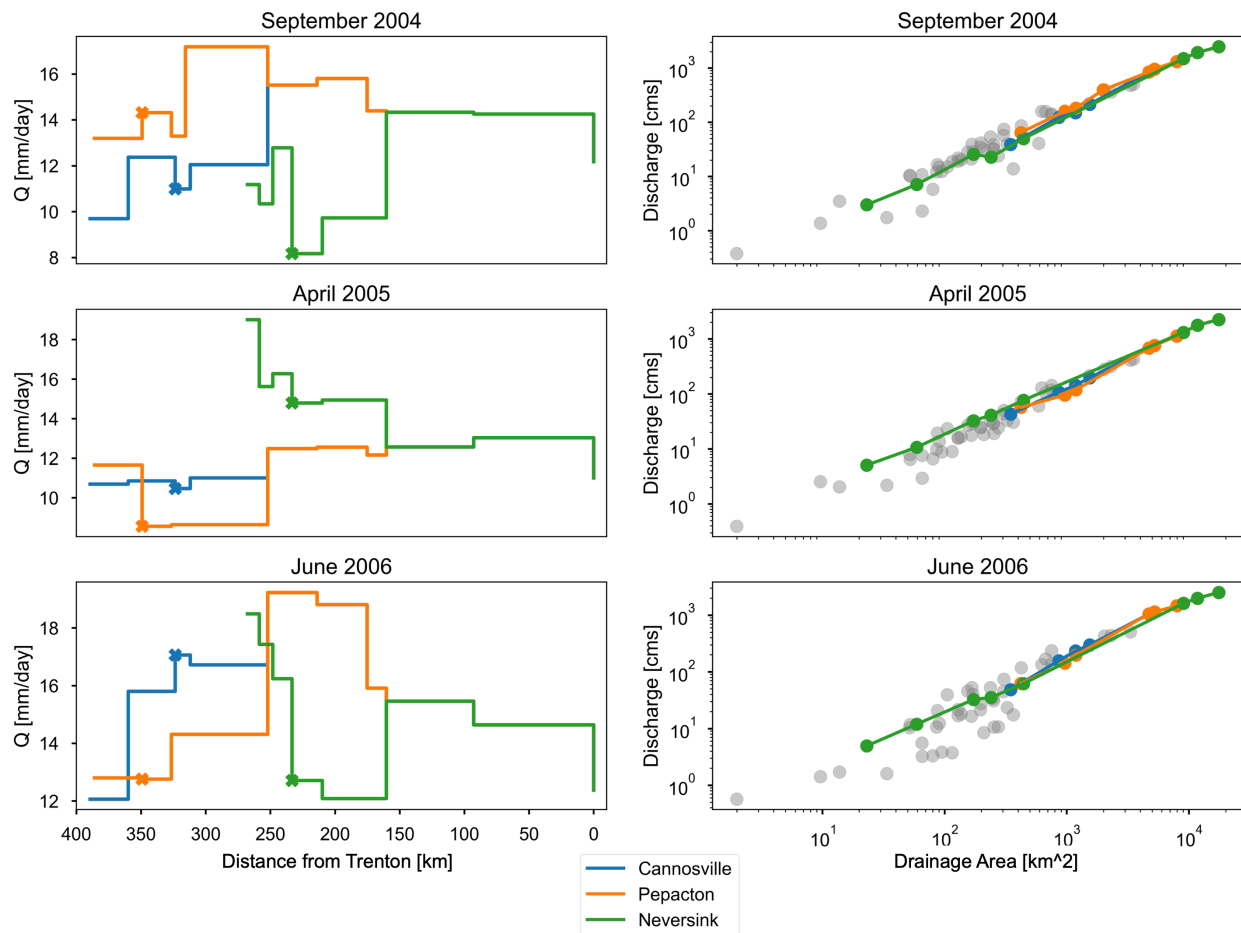 September 2004
16
14
12
10
8
Q [mm/day]
September 2004
10^3
10^2
10^1
10^0
Discharge [cms]
April 2005
18
16
14
12
10
Q [mm/day]
April 2005
10^3
10^2
10^1
10^0
Discharge [cms]
June 2006
18
16
14
12
Q [mm/day]
400 350 300 250 200 150 100 50 0
Distance from Trenton [km]
June 2006
10^3
10^2
10^1
10^0
Discharge [cms]
10^1 10^2 10^3 10^4
Drainage Area [km^2]
Cannosville
Pepacton
Neversink